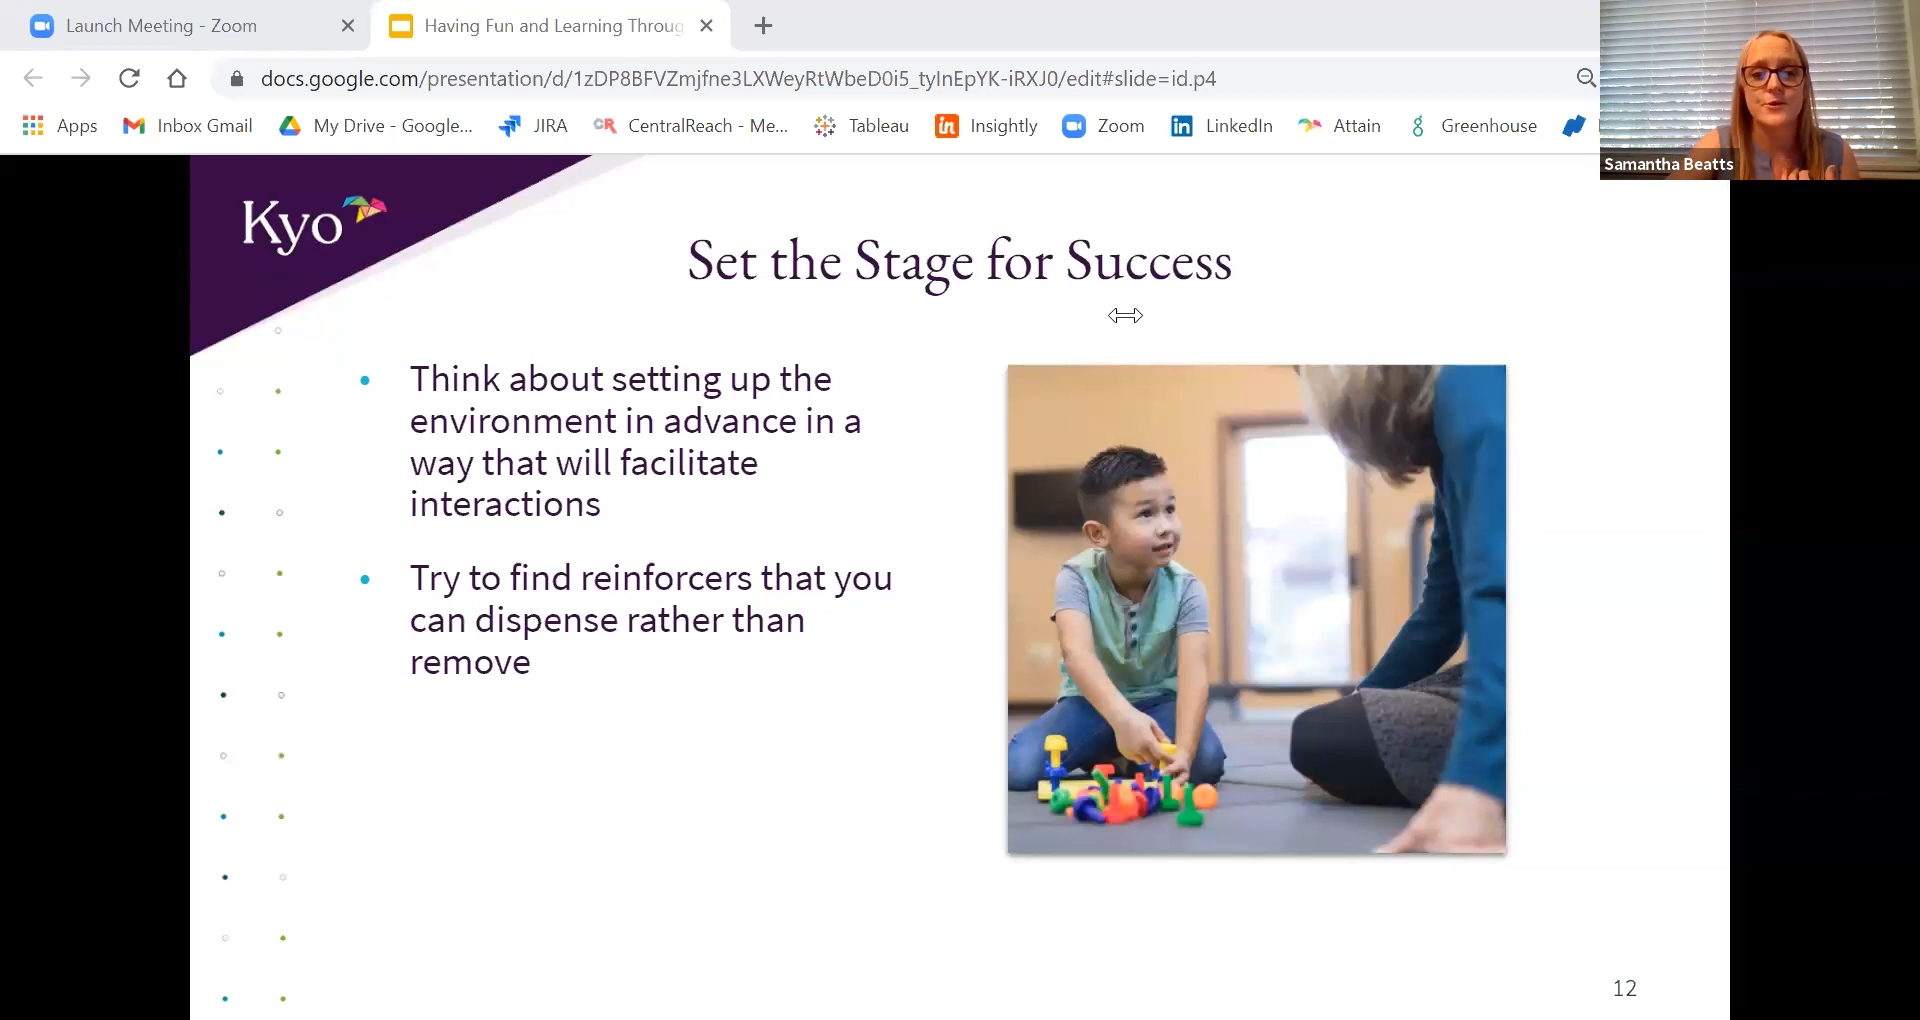 Launch Meeting - Zoom
Having Fun and Learning Throug
docs.google.com/presentation/d/1zDP8BFVZmjfne3LXWeyRtWbeD0i5_tyInEpYK-iRXJ0/edit#slide=id.p4
Apps
Inbox Gmail
My Drive - Google...
JIRA
CR
CentralReach - Me...
Tableau
in
Insightly
Zoom
in
LinkedIn
Attain
Greenhouse
Samantha Beatts
Kyo
Set the Stage for Success
Think about setting up the
environment in advance in a
way that will facilitate
interactions
Try to find reinforcers that you
can dispense rather than
remove
12